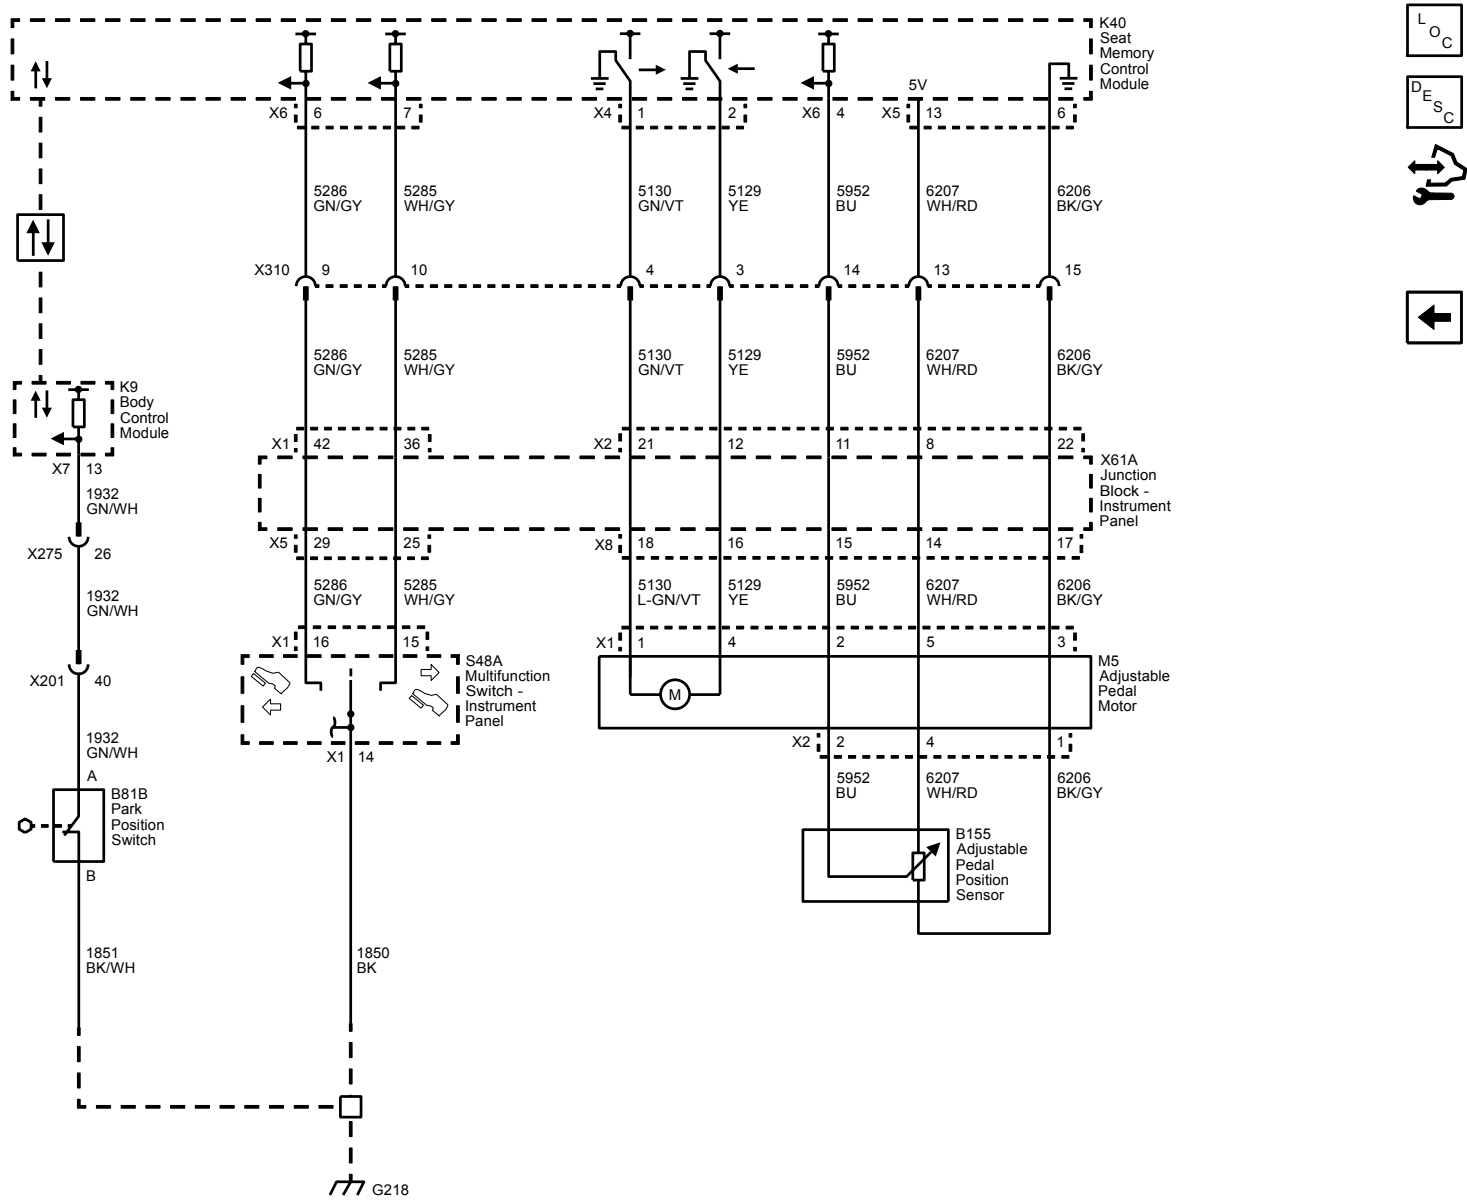 K40
Seat
Memory
Control
Module
L
O
C
D
E
S
C
5V
X6 6 7
X4 1 2
X6 4
X5 13 6
5286
GN/GY
5285
WH/GY
5130
GN/VT
5129
YE
5952
BU
6207
WH/RD
6206
BK/GY
X310 9 10 4 3 14 13 15
5286
GN/GY
5285
WH/GY
5130
GN/VT
5129
YE
5952
BU
6207
WH/RD
6206
BK/GY
K9
Body
Control
Module
X7 13
1932
GN/WH
X275 26
1932
GN/WH
X201 40
1932
GN/WH
A
B81B
Park
Position
Switch
B
1851
BK/WH
X1 42 36
X2 21 12 11 8 22
X61A
Junction
Block -
Instrument
Panel
X5 29 25
X8 18 16 15 14 17
5286
GN/GY
5285
WH/GY
5130
L-GN/VT
5129
YE
5952
BU
6207
WH/RD
6206
BK/GY
X1 16 15
S48A
Multifunction
Switch -
Instrument
Panel
X1 14
X1 1 4 2 5 3
M
M5
Adjustable
Pedal
Motor
X2 2 4 1
5952
BU
6207
WH/RD
6206
BK/GY
B155
Adjustable
Pedal
Position
Sensor
1850
BK
G218